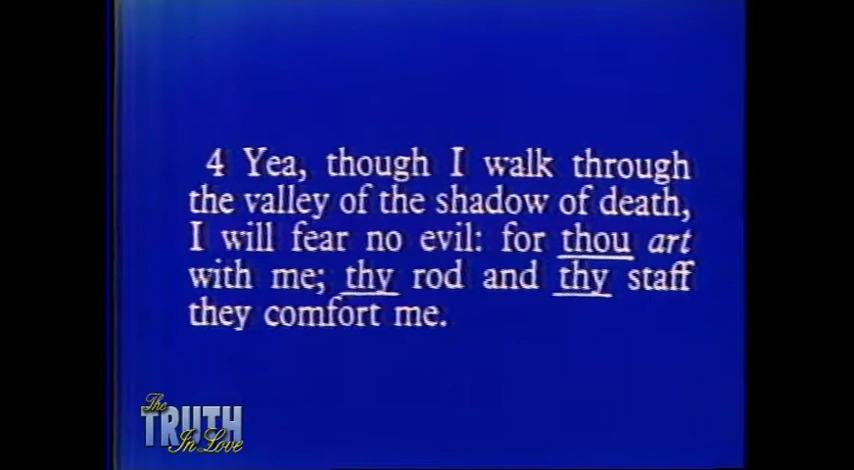 4 Yea, though I walk through
the valley of the shadow of death,
I will fear no evil: for thou art
with me; thy rod and thy staff
they comfort me.
The
TRUTH
In Love